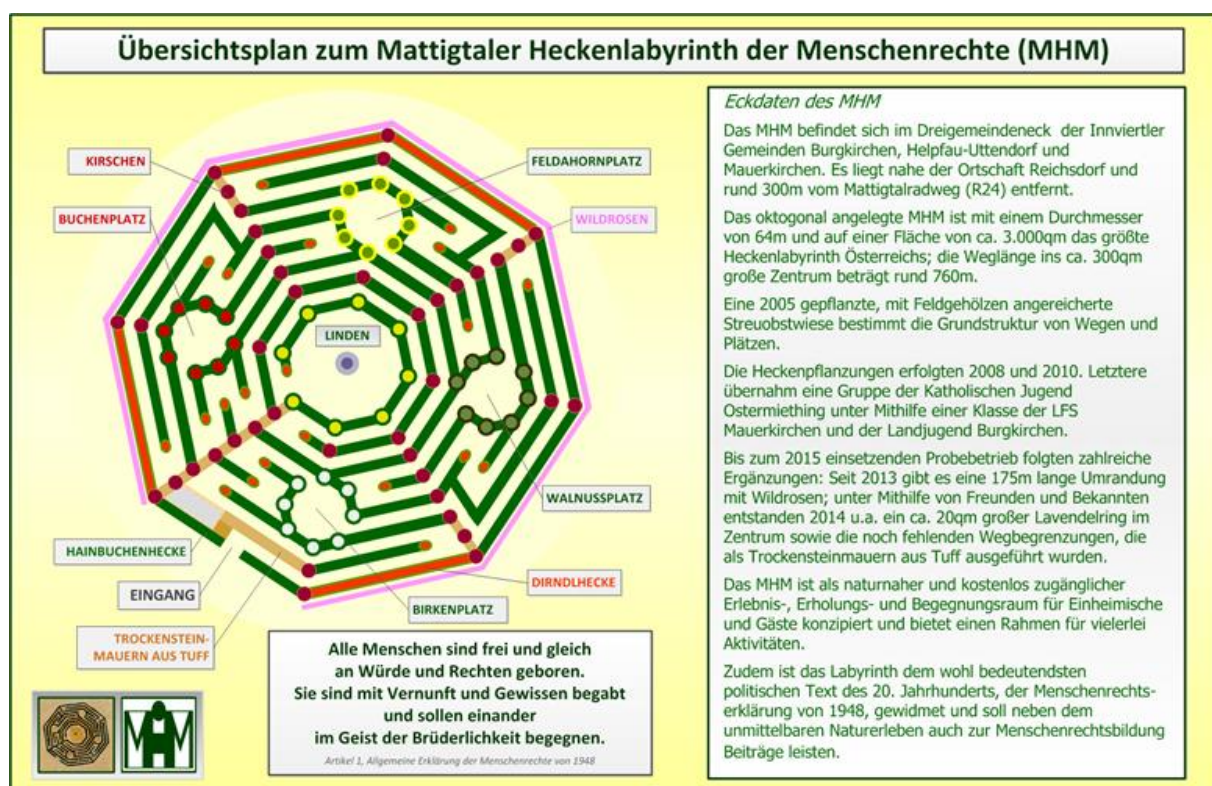 Übersichtsplan zum Mattigtaler Heckenlabyrinth der Menschenrechte (MHM)
KIRSCHEN
BUCHENPLATZ
FELDAHORNPLATZ
WILDROSEN
LINDEN
WALNUSSPLATZ
HAINBUCHENHECKE
EINGANG
TROCKENSTEIN-
MAUERN AUS TUFF
DIRNDLHECKE
BIRKENPLATZ
Alle Menschen sind frei und gleich
an Würde und Rechten geboren.
Sie sind mit Vernunft und Gewissen begabt
und sollen einander
im Geist der Brüderlichkeit begegnen.
Artikel 1, Allgemeine Erklärung der Menschenrechte von 1948
MHM
Eckdaten des MHM
Das MHM befindet sich im Dreigemeindeneck der Innviertler
Gemeinden Burgkirchen, Helpfau-Uttendorf und
Mauerkirchen. Es liegt nahe der Ortschaft Reichsdorf und
rund 300m vom Mattigtalradweg (R24) entfernt.
Das oktogonal angelegte MHM ist mit einem Durchmesser
von 64m und auf einer Fläche von ca. 3.000qm das größte
Heckenlabyrinth Österreichs; die Weglänge ins ca. 300qm
große Zentrum beträgt rund 760m.
Eine 2005 gepflanzte, mit Feldgehölzen angereicherte
Streuobstwiese bestimmt die Grundstruktur von Wegen und
Plätzen.
Die Heckenpflanzungen erfolgten 2008 und 2010. Letztere
übernahm eine Gruppe der Katholischen Jugend
Ostermiething unter Mithilfe einer Klasse der LFS
Mauerkirchen und der Landjugend Burgkirchen.
Bis zum 2015 einsetzenden Probebetrieb folgten zahlreiche
Ergänzungen: Seit 2013 gibt es eine 175m lange Umrandung
mit Wildrosen; unter Mithilfe von Freunden und Bekannten
entstanden 2014 u.a. ein ca. 20qm großer Lavendelring im
Zentrum sowie die noch fehlenden Wegbegrenzungen, die
als Trockensteinmauern aus Tuff ausgeführt wurden.
Das MHM ist als naturnaher und kostenlos zugänglicher
Erlebnis-, Erholungs- und Begegnungsraum für Einheimische
und Gäste konzipiert und bietet einen Rahmen für vielerlei
Aktivitäten.
Zudem ist das Labyrinth dem wohl bedeutendsten
politischen Text des 20. Jahrhunderts, der Menschenrechts-
erklärung von 1948, gewidmet und soll neben dem
unmittelbaren Naturerleben auch zur Menschenrechtsbildung
Beiträge leisten.